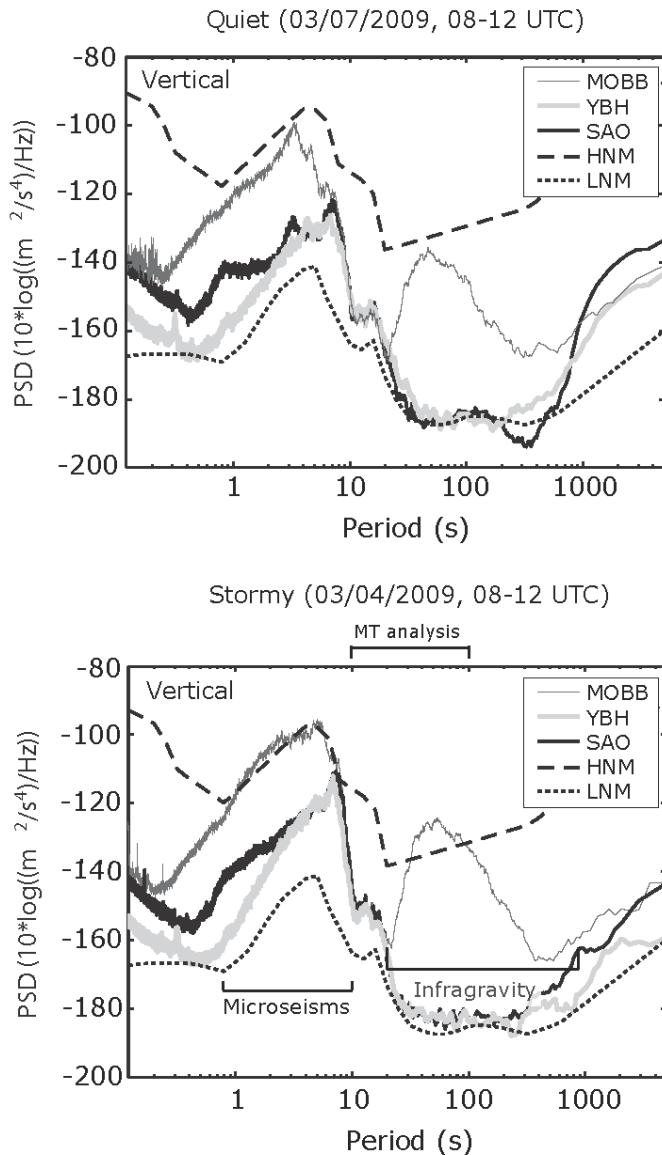 Quiet (03/07/2009, 08-12 UTC)
Vertical
MOBB
YBH
SAO
HNM
LNM
PSD (10*log((m 2/s4)/Hz))
-80
-100
-120
-140
-160
-180
-200
1 10 100 1000
Period (s)
Stormy (03/04/2009, 08-12 UTC)
MT analysis
Vertical
MOBB
YBH
SAO
HNM
LNM
PSD (10*log((m 2/s4)/Hz))
-80
-100
-120
-140
-160
-180
-200
Microseisms
Infragravity
1 10 100 1000
Period (s)